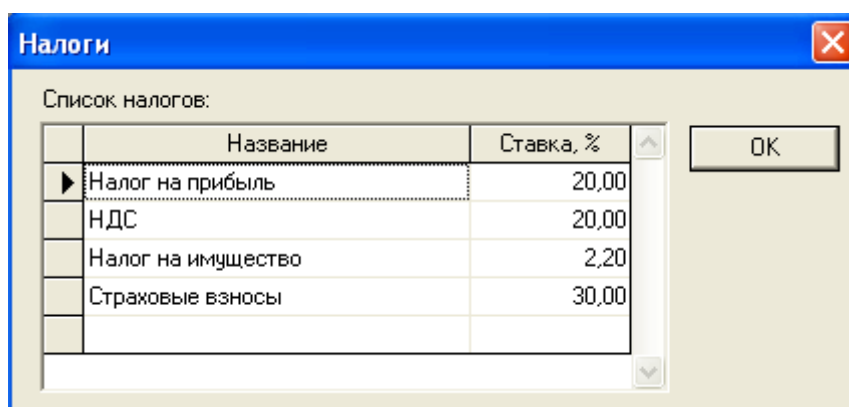 Налоги
Список налогов:
Название Ставка, %
OK
Налог на прибыль 20,00
НДС 20,00
Налог на имущество 2,20
Страховые взносы 30,00